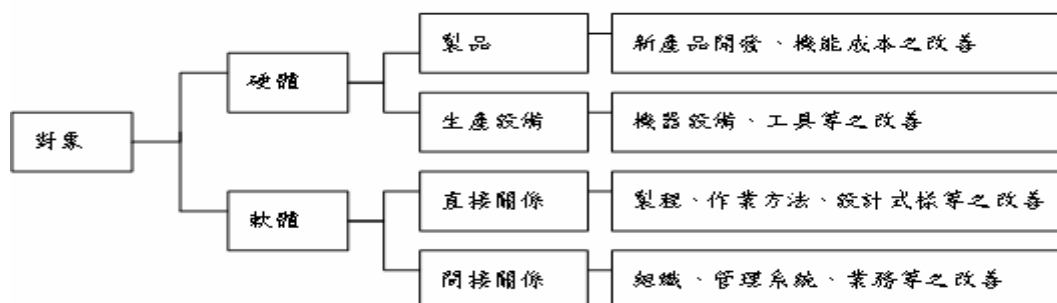 對象
硬體
製品
新產品開發、機能成本之改善
生產設備
機器設備、工具等之改善
軟體
直接關係
製程、作業方法、設計式樣等之改善
間接關係
組織、管理系統、業務等之改善